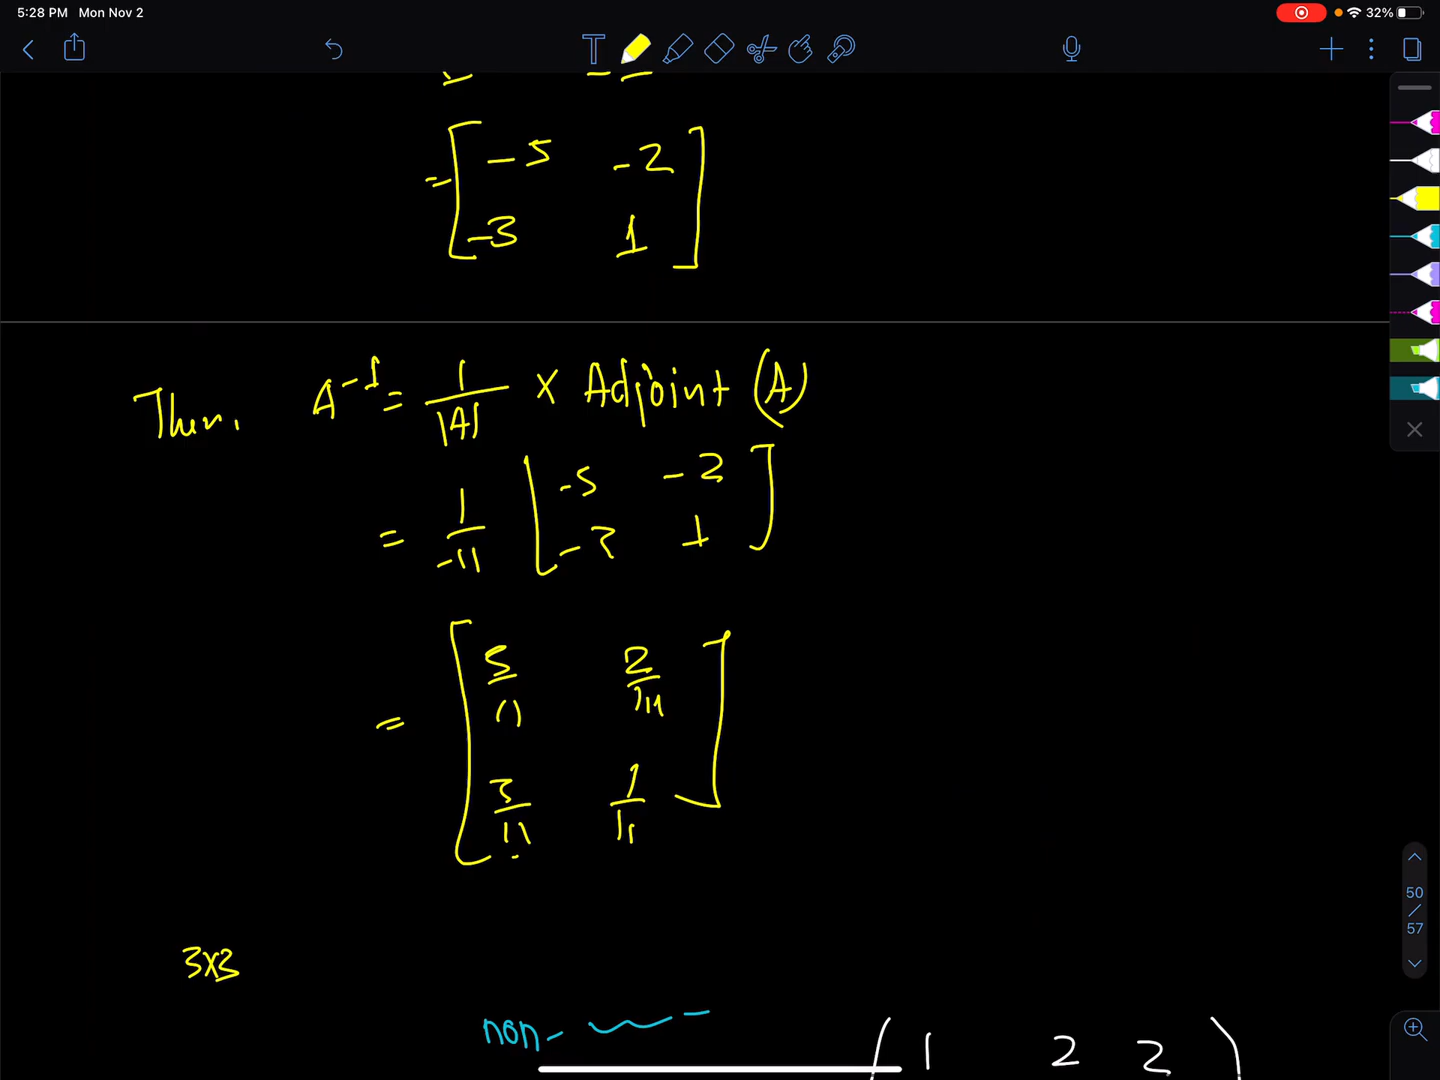 5:28 PM Mon Nov 2 32%
= [ -5 -2
-3 1 ]
Then, A⁻¹ = 1/|A| × Adjoint (A)
= 1/-11 [ -5 -2
-3 1 ]
= [ 5/11 2/11
3/11 1/11 ]
50
/
57
3x3
non-
( 1 2 2 )